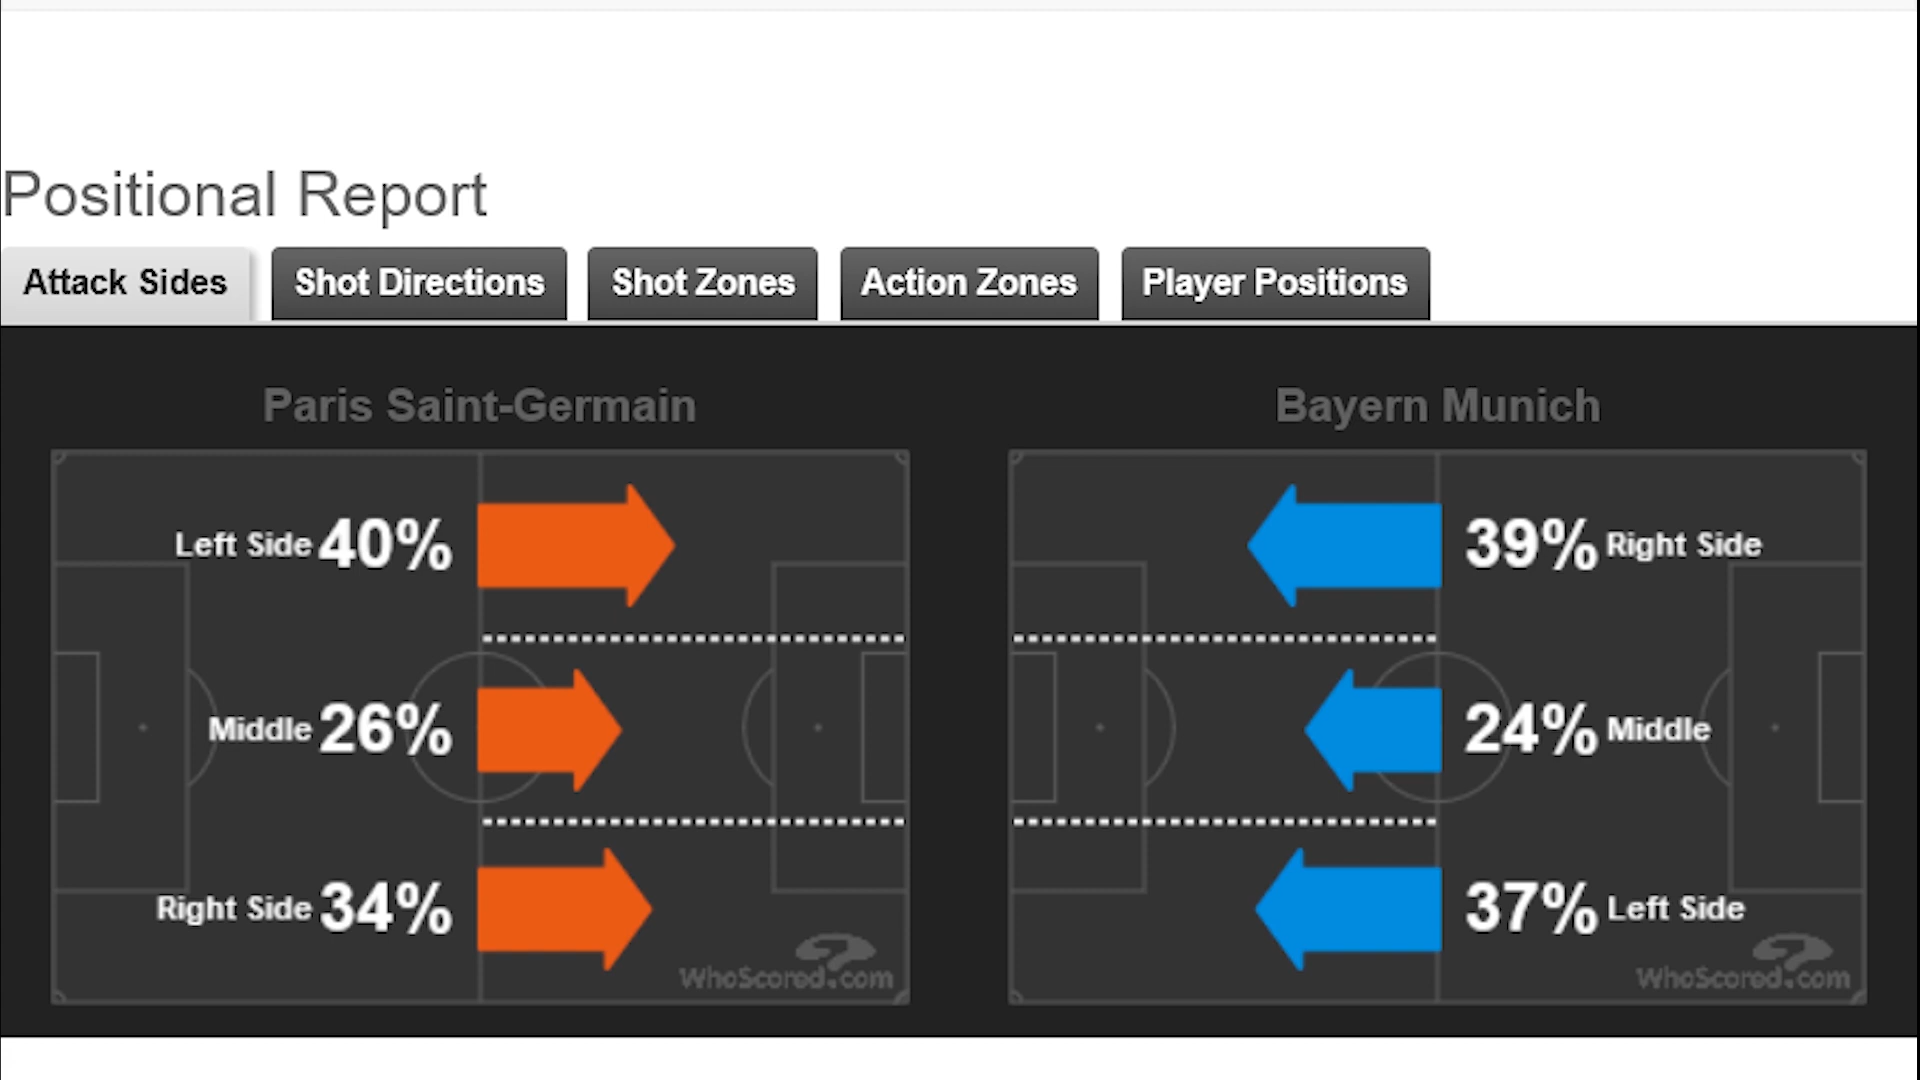 Positional Report
Attack Sides
Shot Directions
Shot Zones
Action Zones
Player Positions
Paris Saint-Germain
Left Side 40%
Middle 26%
Right Side 34%
WhoScored.com
Bayern Munich
39% Right Side
24% Middle
37% Left Side
WhoScored.com